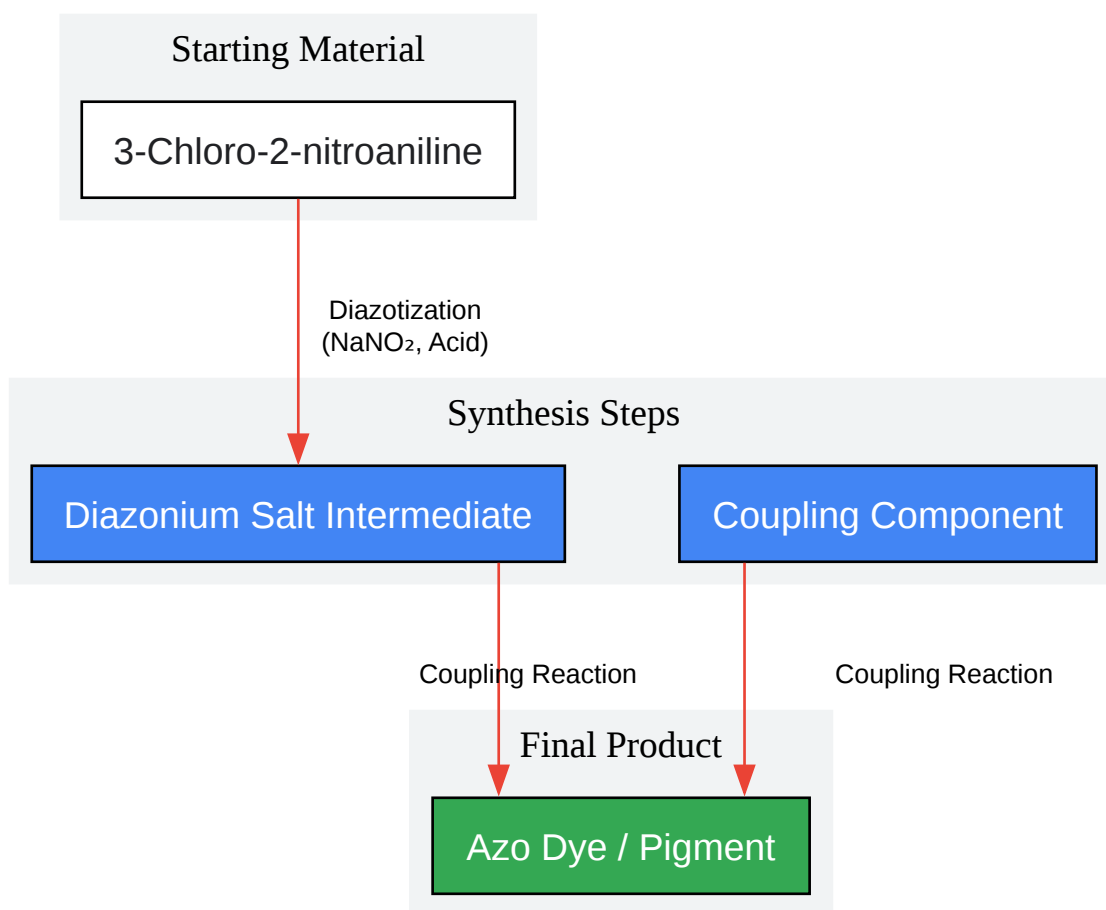 Starting Material
3-Chloro-2-nitroaniline
Diazotization
(NaNO₂, Acid)
Synthesis Steps
Diazonium Salt Intermediate
Coupling Component
Coupling Reaction
Coupling Reaction
Final Product
Azo Dye / Pigment